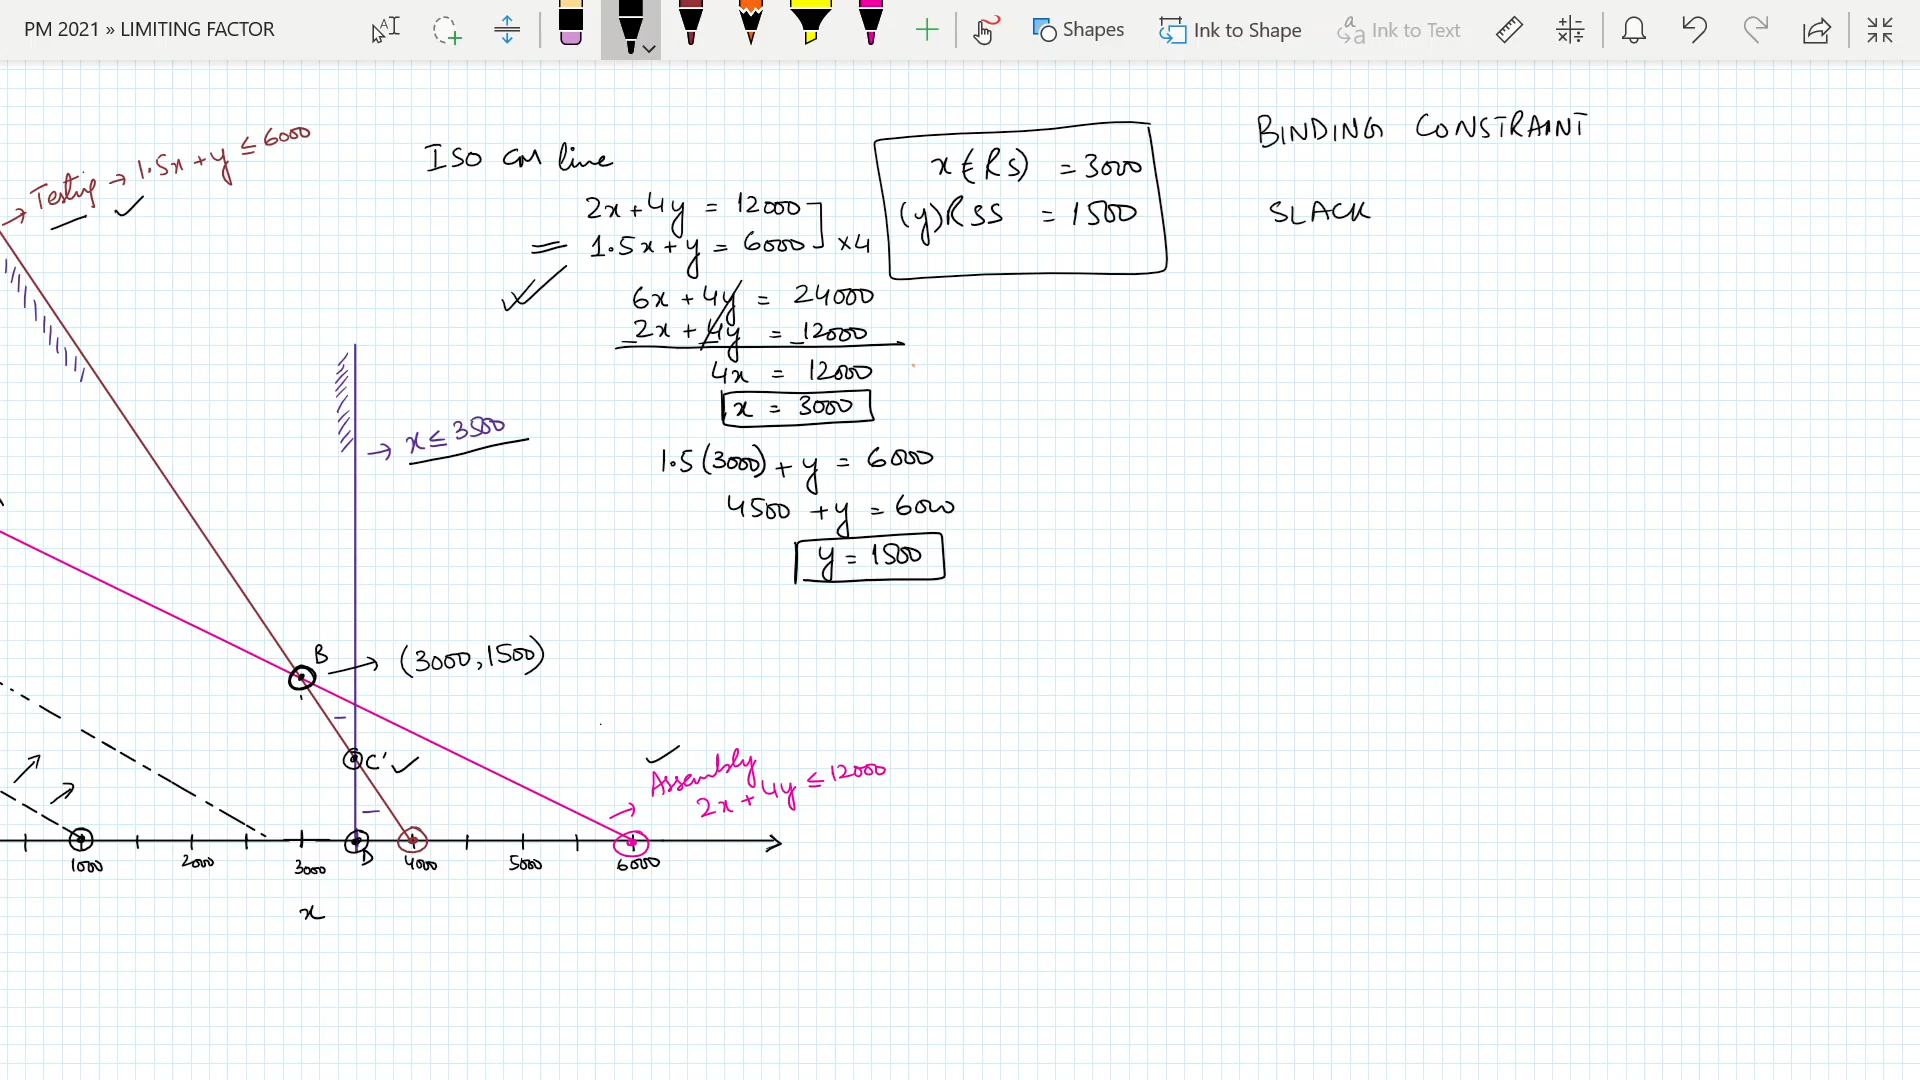 PM 2021 » LIMITING FACTOR
Shapes
Ink to Shape
Ink to Text
→ Testing → 1.5x + y ≤ 6000
ISO CM line
2x + 4y = 12000
= 1.5x + y = 6000 ×4
6x + 4y = 24000
2x + 4y = 12000
4x = 12000
x = 3000
1.5(3000) + y = 6000
4500 + y = 6000
y = 1500
= 3000
(y) RSS = 1500
BINDING CONSTRAINT
SLACK
→ x ≤ 3500
B → (3000, 1500)
C'
→ Assembly
2x + 4y ≤ 12000
D
1000 2000 3000 4000 5000 6000
x